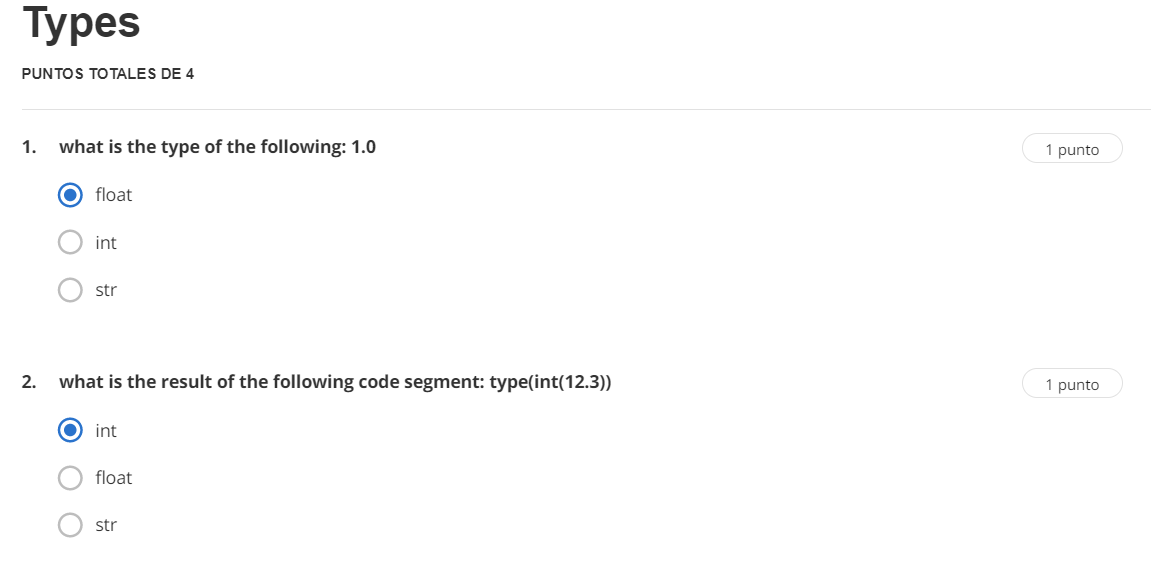 Types
PUNTOS TOTALES DE 4
1. what is the type of the following: 1.0
1 punto
float
int
str
2. what is the result of the following code segment: type(int(12.3))
1 punto
int
float
str